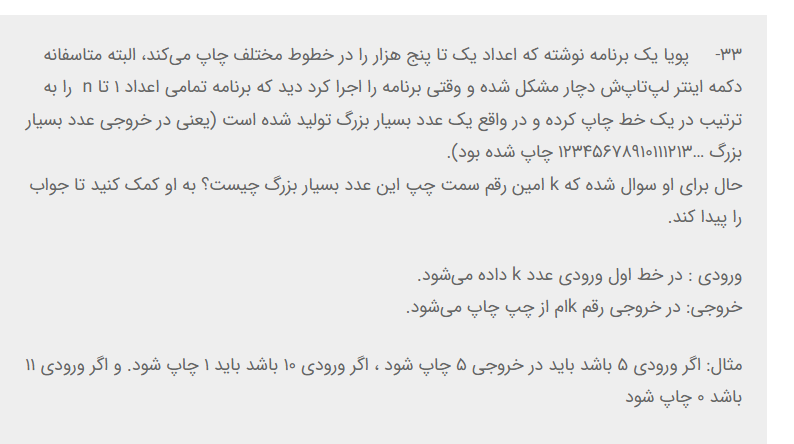 ۳۳- پویا یک برنامه نوشته که اعداد یک تا پنج هزار را در خطوط مختلف چاپ می‌کند، البته متاسفانه
دکمه اینتر لپ‌تاپ‌ش دچار مشکل شده و وقتی برنامه را اجرا کرد دید که برنامه تمامی اعداد ۱ تا n را به
ترتیب در یک خط چاپ کرده و در واقع یک عدد بسیار بزرگ تولید شده است (یعنی در خروجی عدد بسیار
بزرگ ...۱۲۳۴۵۶۷۸۹۱۰۱۱۱۲۱۳ چاپ شده بود).
حال برای او سوال شده که k امین رقم سمت چپ این عدد بسیار بزرگ چیست؟ به او کمک کنید تا جواب
را پیدا کند.
ورودی : در خط اول ورودی عدد k داده می‌شود.
خروجی: در خروجی رقم kام از چپ چاپ می‌شود.
مثال: اگر ورودی ۵ باشد باید در خروجی ۵ چاپ شود ، اگر ورودی ۱۰ باشد باید ۱ چاپ شود. و اگر ورودی ۱۱
باشد ۰ چاپ شود